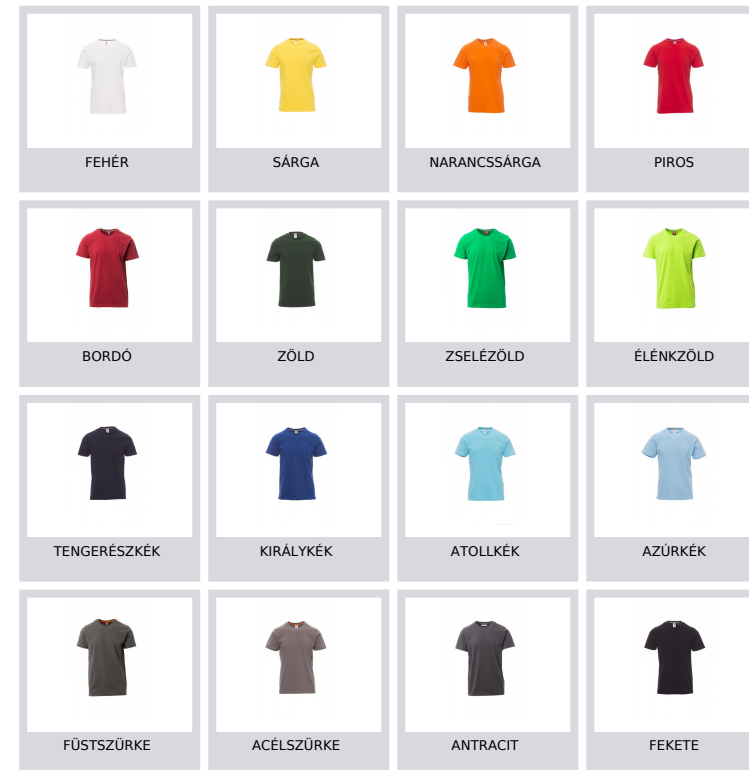 FEHÉR
SÁRGA
NARANCSSÁRGA
PIROS
BORDÓ
ZÖLD
ZSELÉZÖLD
ÉLÉNKZÖLD
TENGERÉSZKÉK
KIRÁLYKÉK
ATOLLKÉK
AZÚRKÉK
FÜSTSZÜRKE
ACÉLSZÜRKE
ANTRACIT
FEKETE